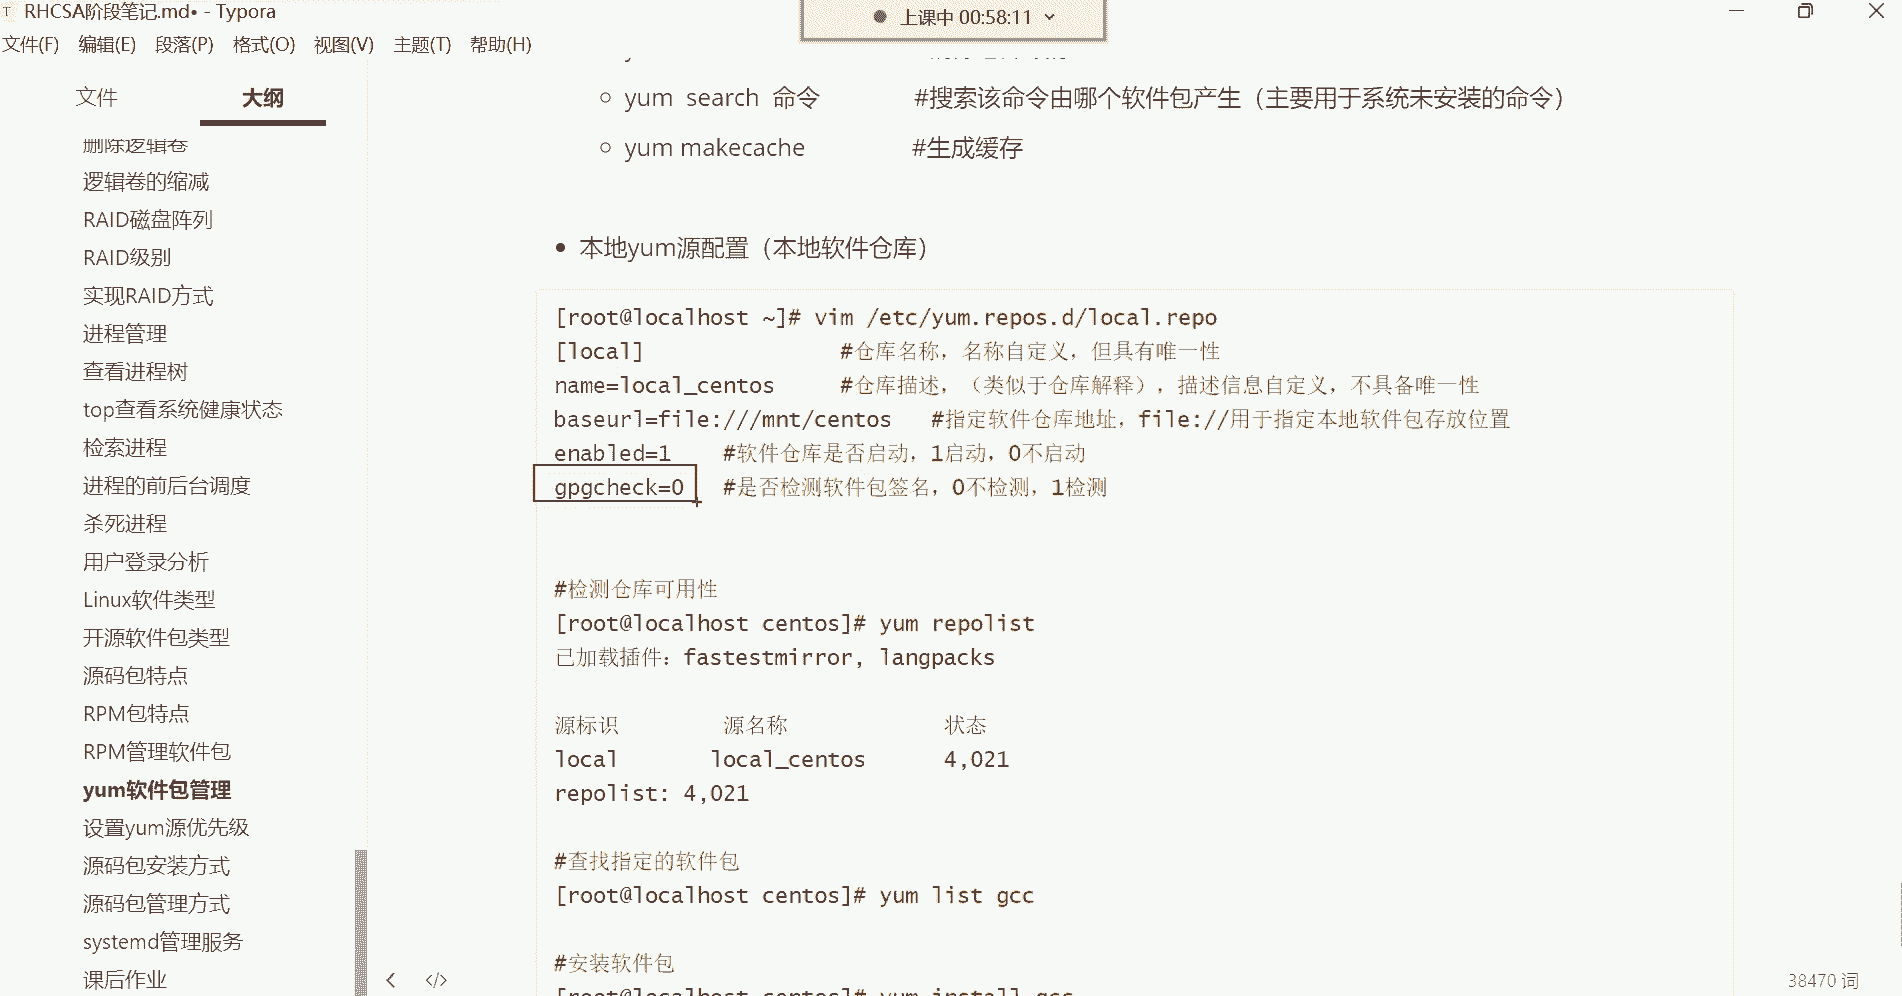 RHCSA阶段笔记.md• - Typora
上课中 00:58:11
文件(F) 编辑(E) 段落(P) 格式(O) 视图(V) 主题(T) 帮助(H)
文件 大纲
删除逻辑卷
逻辑卷的缩减
RAID磁盘阵列
RAID级别
实现RAID方式
进程管理
查看进程树
top查看系统健康状态
检索进程
进程的前后台调度
杀死进程
用户登录分析
Linux软件类型
开源软件包类型
源码包特点
RPM包特点
RPM管理软件包
yum软件包管理
设置yum源优先级
源码包安装方式
源码包管理方式
systemd管理服务
课后作业
yum search 命令 #搜索该命令由哪个软件包产生（主要用于系统未安装的命令）
yum makecache #生成缓存
本地yum源配置（本地软件仓库）
[root@localhost ~]# vim /etc/yum.repos.d/local.repo
[local] #仓库名称，名称自定义，但具有唯一性
name=local_centos #仓库描述，（类似于仓库解释），描述信息自定义，不具备唯一性
baseurl=file:///mnt/centos #指定软件仓库地址，file://用于指定本地软件包存放位置
enabled=1 #软件仓库是否启动，1启动，0不启动
gpgcheck=0 #是否检测软件包签名，0不检测，1检测
#检测仓库可用性
[root@localhost centos]# yum repolist
已加载插件：fastestmirror, langpacks
源标识 源名称 状态
local local_centos 4,021
repolist: 4,021
#查找指定的软件包
[root@localhost centos]# yum list gcc
#安装软件包
[root@localhost centos]# yum install gcc
38470 词